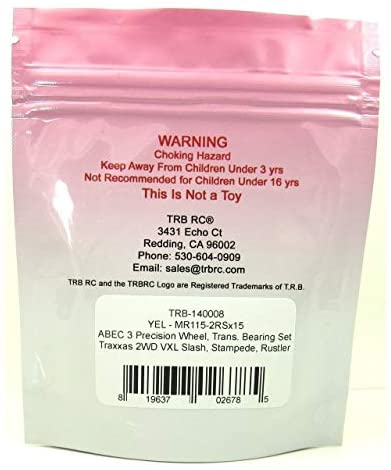 WARNING
Choking Hazard
Keep Away From Children Under 3 yrs
Not Recommended for Children Under 16 yrs
This Is Not a Toy
TRB RC®
3431 Echo Ct
Redding, CA 96002
Phone: 530-604-0909
Email: sales@trbrc.com
TRB RC and the TRBRC Logo are Registered Trademarks of T.R.B.
TRB-140008
YEL - MR115-2RSx15
ABEC 3 Precision Wheel, Trans. Bearing Set
Traxxas 2WD VXL Slash, Stampede, Rustler
8 19637 02678 5